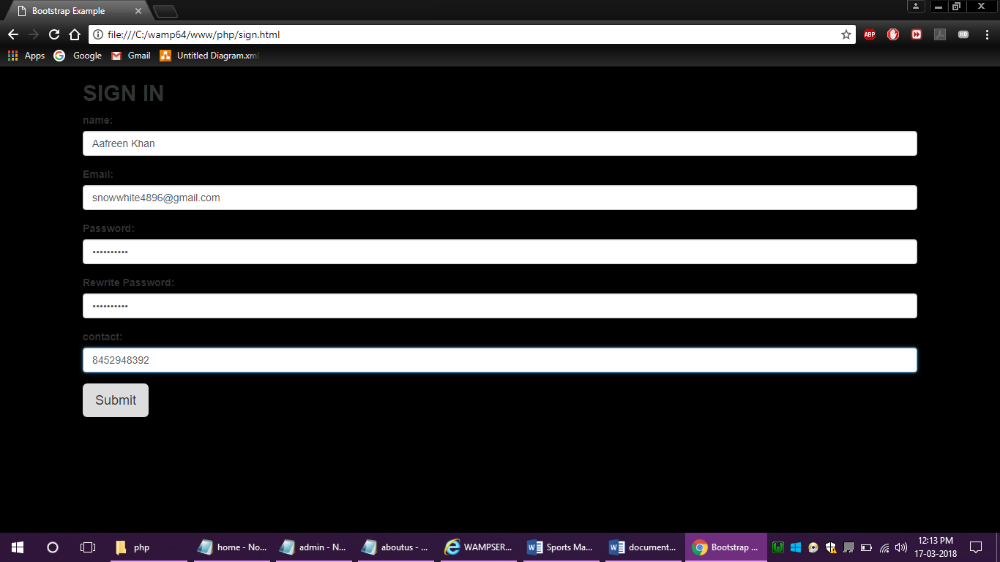 Bootstrap Example
file:///C:/wamp64/www/php/sign.html
ABP
HD
Apps
Google
Gmail
Untitled Diagram.xml
SIGN IN
name:
Aafreen Khan
Email:
snowwhite4896@gmail.com
Password:
••••••••••
Rewrite Password:
••••••••••
contact:
8452948392
Submit
php
home - No...
admin - N...
aboutus - ...
WAMPSER...
Sports Ma...
document...
Bootstrap ...
12:13 PM
17-03-2018